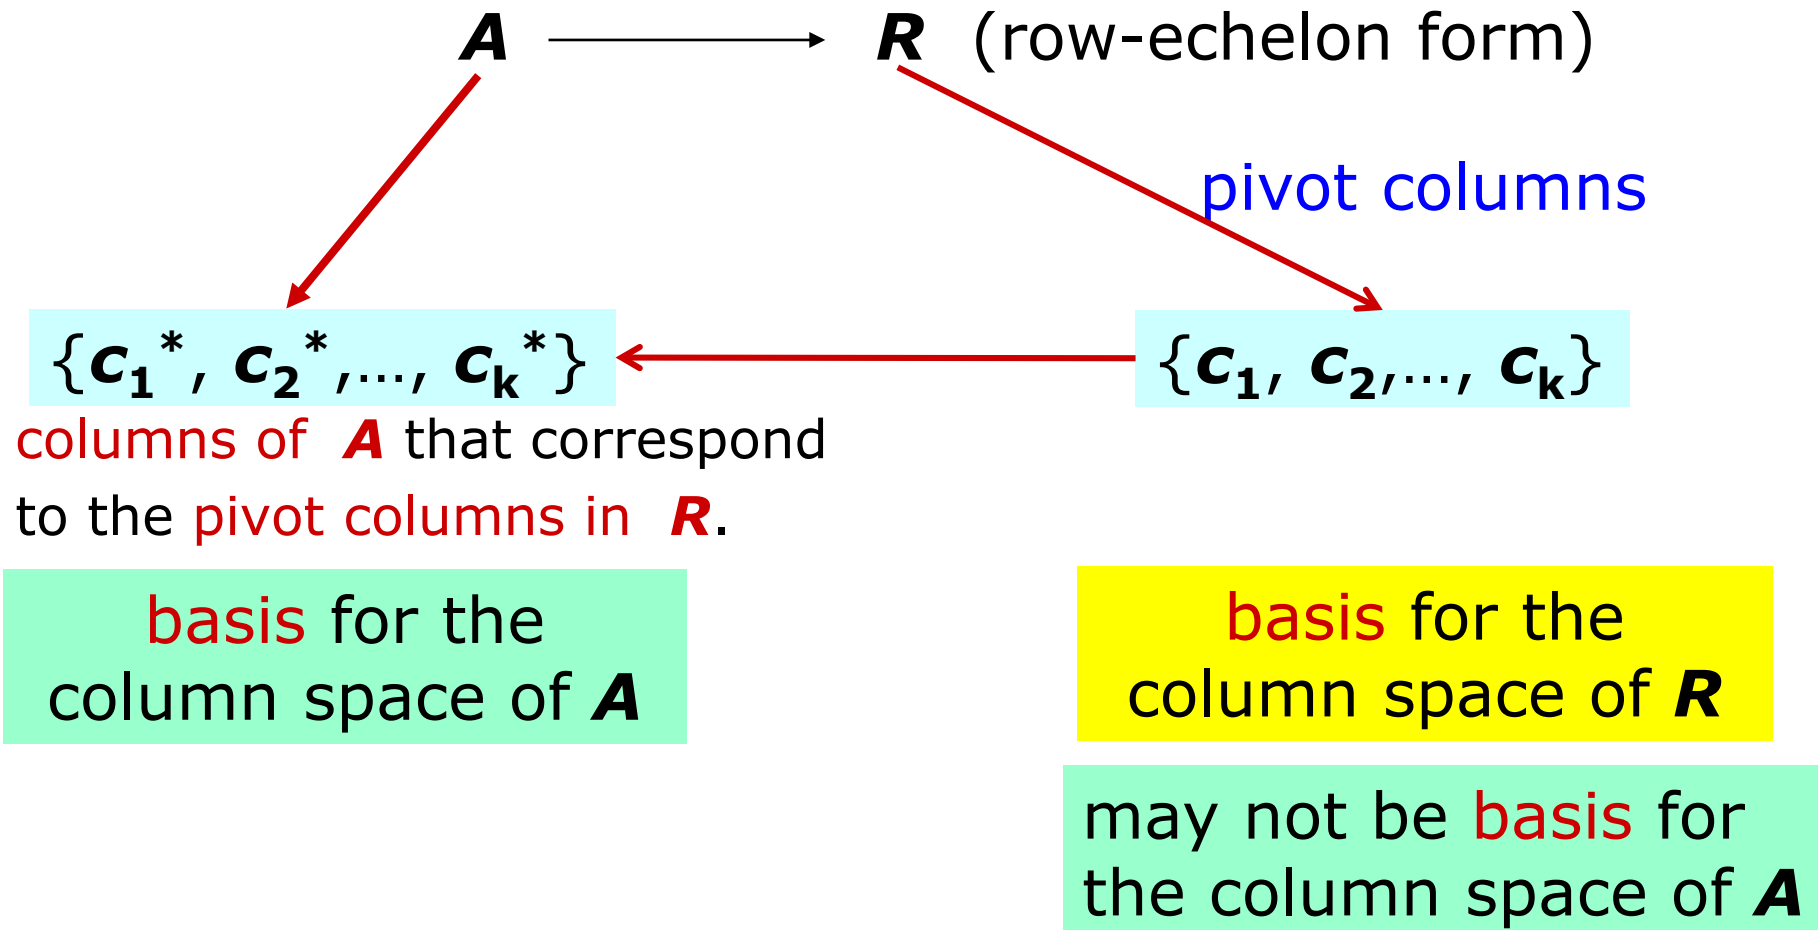 A R (row-echelon form)
pivot columns
{c₁*, c₂*,..., cₖ*}
{c₁, c₂,..., cₖ}
columns of A that correspond
to the pivot columns in R.
basis for the
column space of A
basis for the
column space of R
may not be basis for
the column space of A